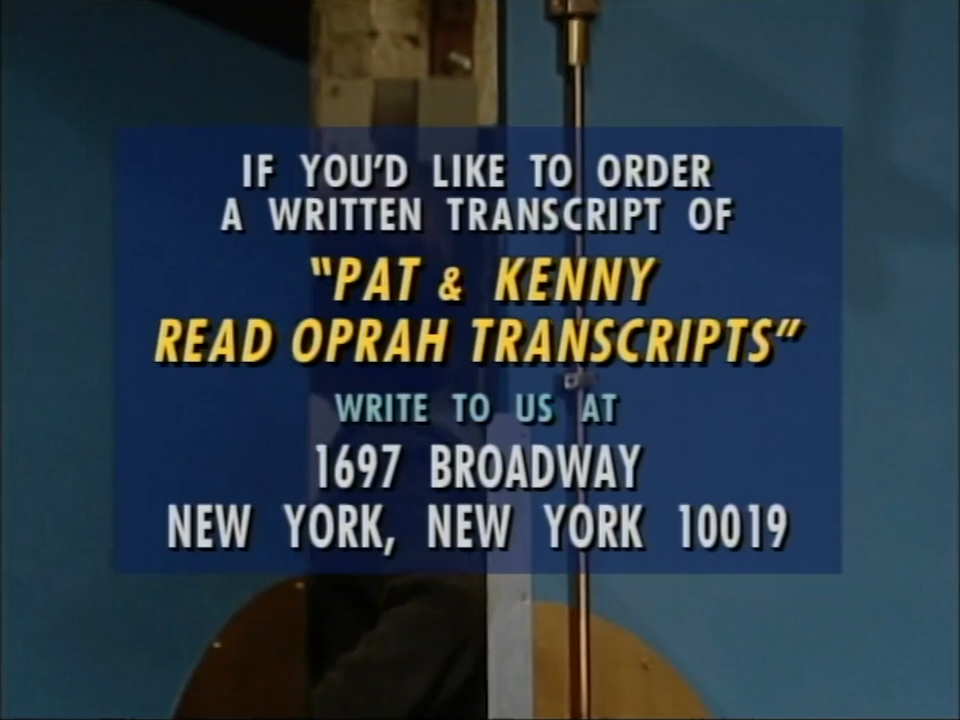 IF YOU'D LIKE TO ORDER
A WRITTEN TRANSCRIPT OF
"PAT & KENNY
READ OPRAH TRANSCRIPTS"
WRITE TO US AT
1697 BROADWAY
NEW YORK, NEW YORK 10019